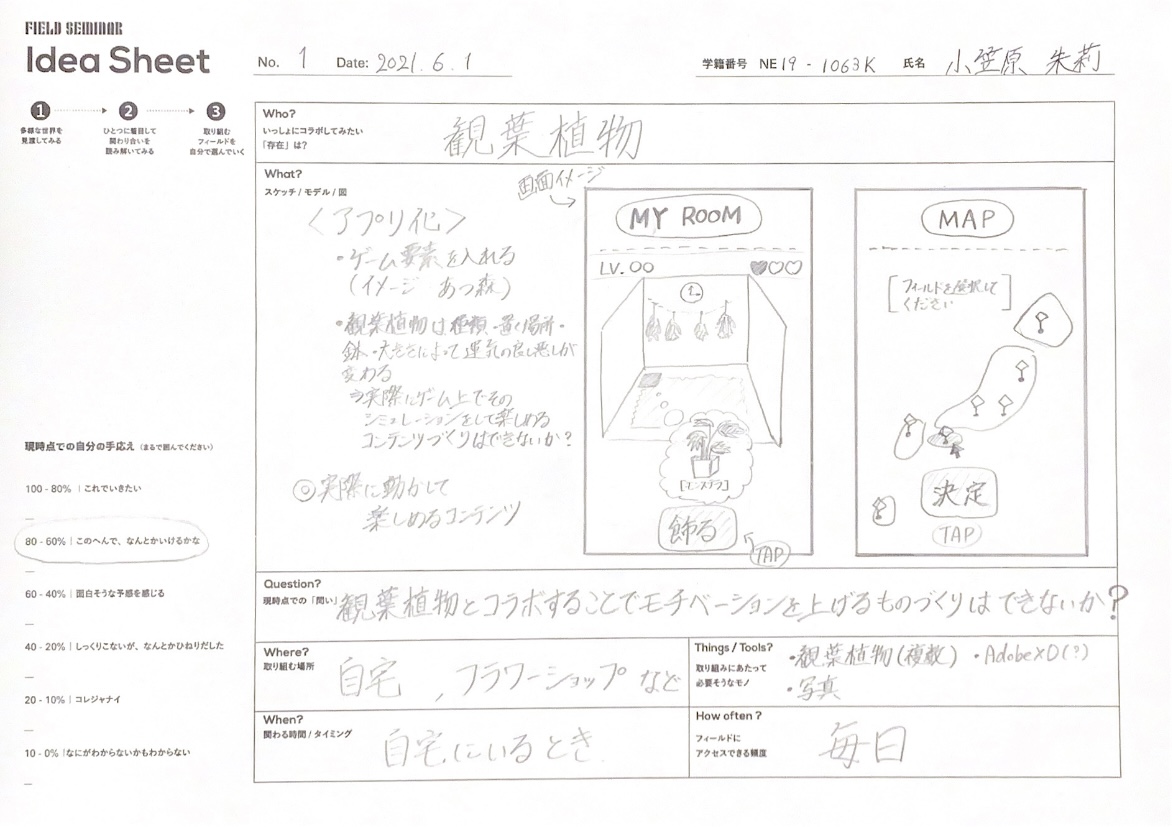 FIELD SEMINAR
Idea Sheet
No. 1 Date: 2021.6.1
学籍番号 NE19-1063K 氏名 小笠原 朱莉
1 2 3
多様な世界を
見渡してみる
ひとつに着目して
関わり合いを
読み解いてみる
取り組む
フィールドを
自分で選んでいく
Who?
いっしょにコラボしてみたい
「存在」は?
観葉植物
What?
スケッチ / モデル / 図
〈アプリ化〉
・ゲーム要素を入れる
(イメージ あつ森)
・観葉植物は種類・置く場所・
鉢・大きさによって運気の良し悪しが
変わる
⇒実際にゲーム上でその
シミュレーションをして楽しめる
コンテンツづくりはできないか?
◎実際に動かして
楽しめるコンテンツ
画面イメージ
MY ROOM
LV.〇〇
[モンステラ]
飾る
TAP
MAP
[フィールドを選択して
ください]
決定
TAP
現時点での自分の手応え (まるで囲んでください)
100 - 80% | これでいきたい
80 - 60% | このへんで、なんとかいけるかな
60 - 40% | 面白そうな予感を感じる
40 - 20% | しっくりこないが、なんとかひねりだした
20 - 10% | コレジャナイ
10 - 0% | なにがわからないかもわからない
Question?
現時点での「問い」
観葉植物とコラボすることでモチベーションを上げるものづくりはできないか?
Where?
取り組む場所
自宅、フラワーショップ など
Things / Tools?
取り組みにあたって
必要そうなモノ
・観葉植物(複数) ・AdobeXD(?)
・写真
When?
関わる時間 / タイミング
自宅にいるとき
How often ?
フィールドに
アクセスできる頻度
毎日